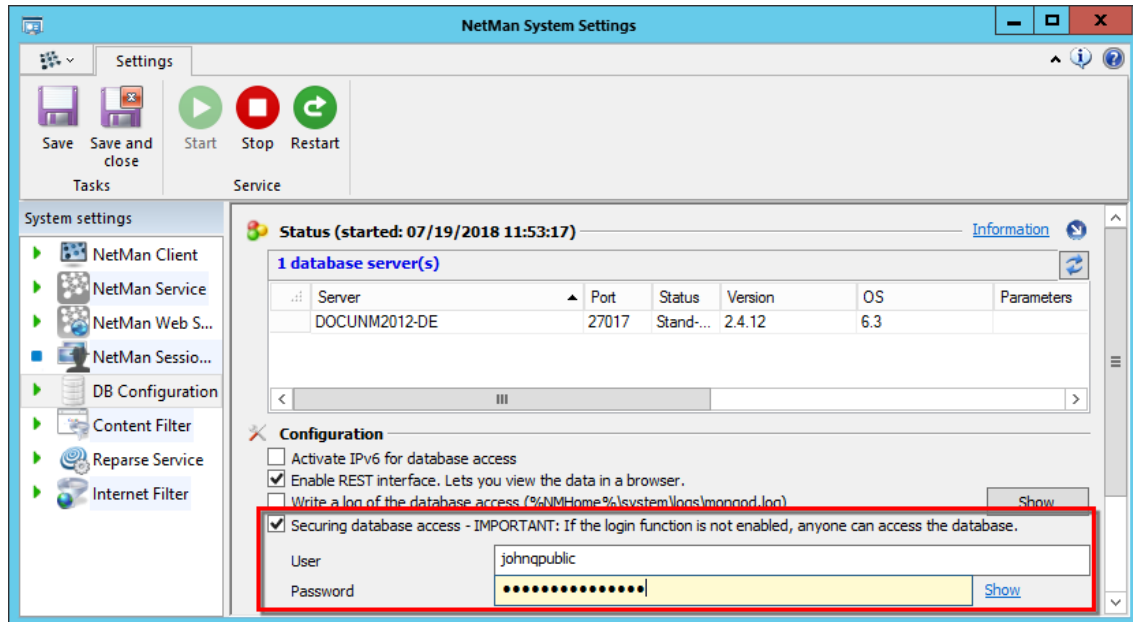 NetMan System Settings
Settings
Save
Save and close
Start
Stop
Restart
Tasks
Service
System settings
NetMan Client
NetMan Service
NetMan Web S...
NetMan Sessio...
DB Configuration
Content Filter
Reparse Service
Internet Filter
Status (started: 07/19/2018 11:53:17)
Information
1 database server(s)
Server Port Status Version OS Parameters
DOCUNM2012-DE 27017 Stand-... 2.4.12 6.3
Configuration
Activate IPv6 for database access
Enable REST interface. Lets you view the data in a browser.
Write a log of the database access (%NMHome%\system\logs\mongod.log)
Show
Securing database access - IMPORTANT: If the login function is not enabled, anyone can access the database.
User johnqpublic
Password ●●●●●●●●●●●●●●● Show